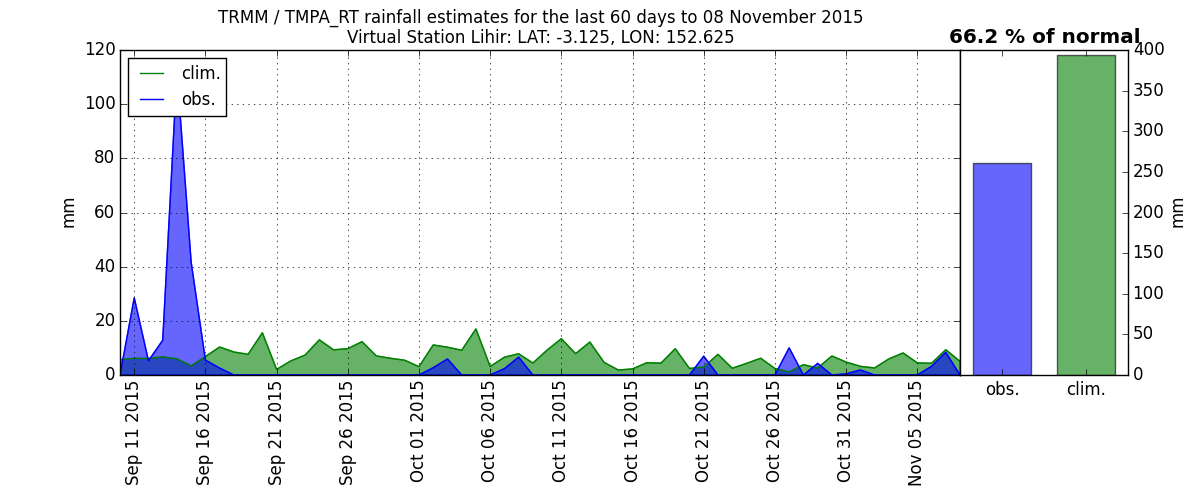 TRMM / TMPA_RT rainfall estimates for the last 60 days to 08 November 2015
Virtual Station Lihir: LAT: -3.125, LON: 152.625
66.2 % of normal
clim.
obs.
mm
120
100
80
60
40
20
0
Sep 11 2015
Sep 16 2015
Sep 21 2015
Sep 26 2015
Oct 01 2015
Oct 06 2015
Oct 11 2015
Oct 16 2015
Oct 21 2015
Oct 26 2015
Oct 31 2015
Nov 05 2015
obs.
clim.
400
350
300
250
200
150
100
50
0
mm